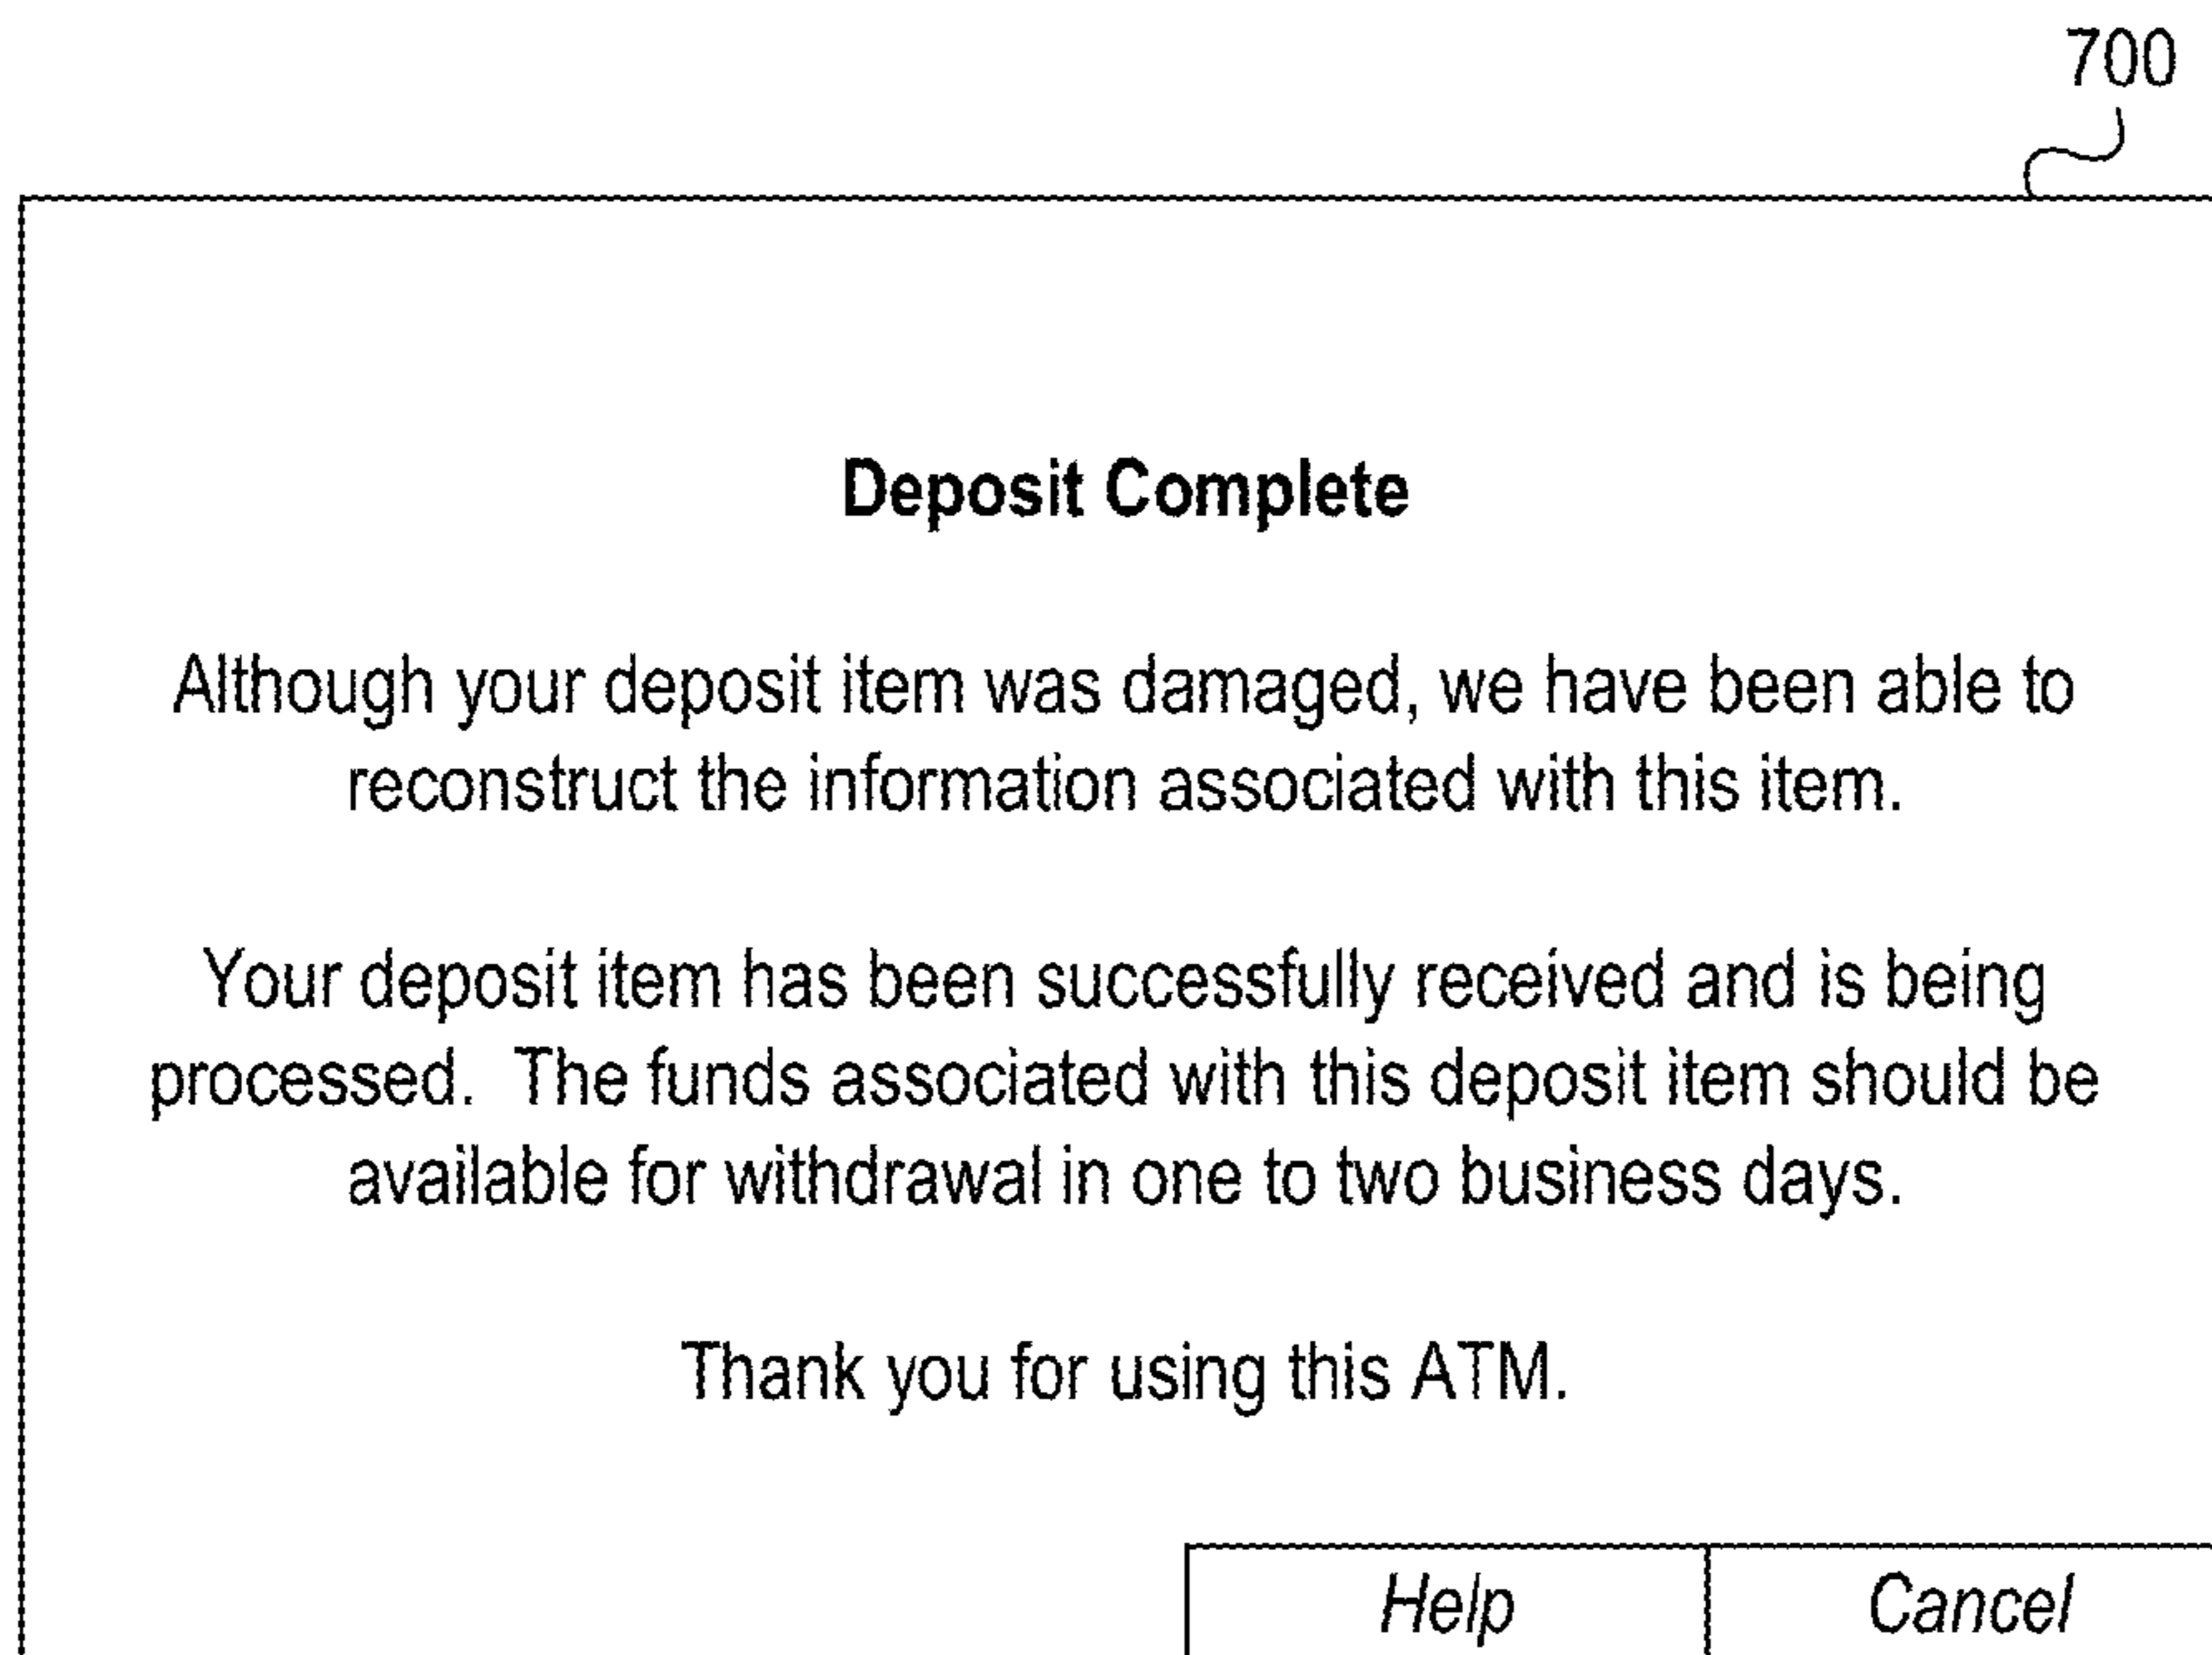 700
Deposit Complete
Although your deposit item was damaged, we have been able to
reconstruct the information associated with this item.
Your deposit item has been successfully received and is being
processed.  The funds associated with this deposit item should be
available for withdrawal in one to two business days.
Thank you for using this ATM.
Help Cancel